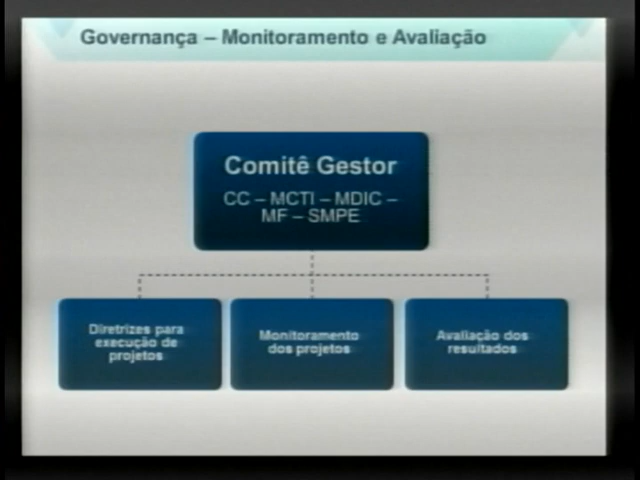 Governança – Monitoramento e Avaliação
Comitê Gestor
CC – MCTI – MDIC –
MF – SMPE
Diretrizes para
execução de
projetos
Monitoramento
dos projetos
Avaliação dos
resultados